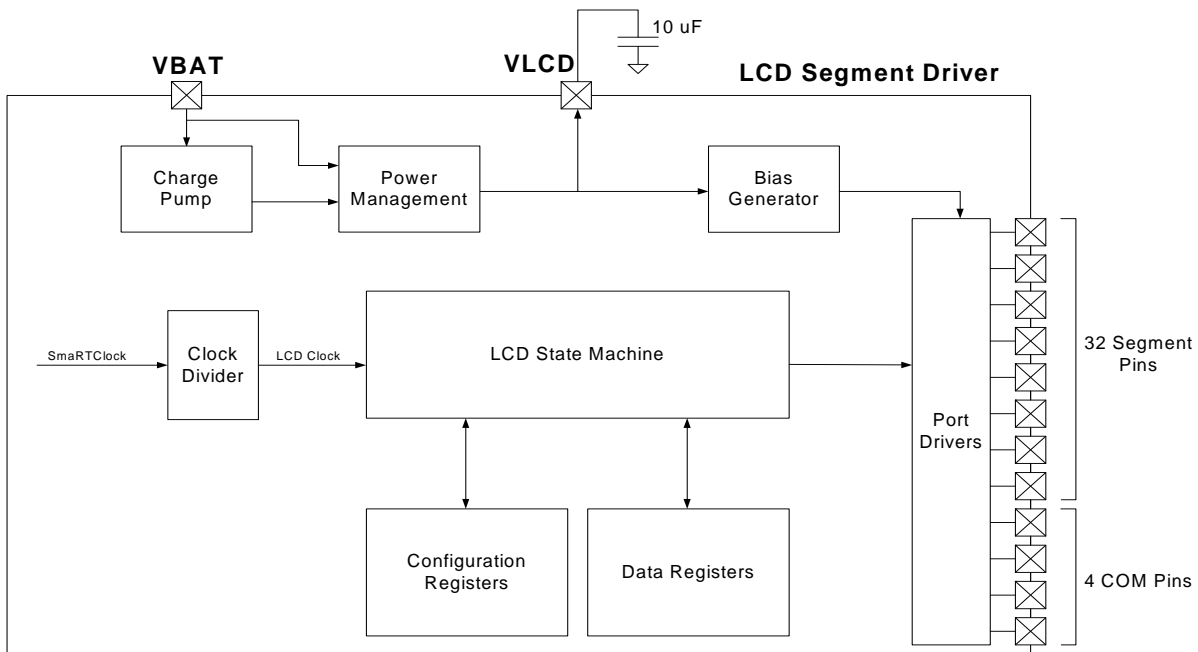 10 uF
VBAT
VLCD
LCD Segment Driver
Charge
Pump
Power
Management
Bias
Generator
SmaRTClock
Clock
Divider
LCD Clock
LCD State Machine
Port
Drivers
32 Segment
Pins
Configuration
Registers
Data Registers
4 COM Pins